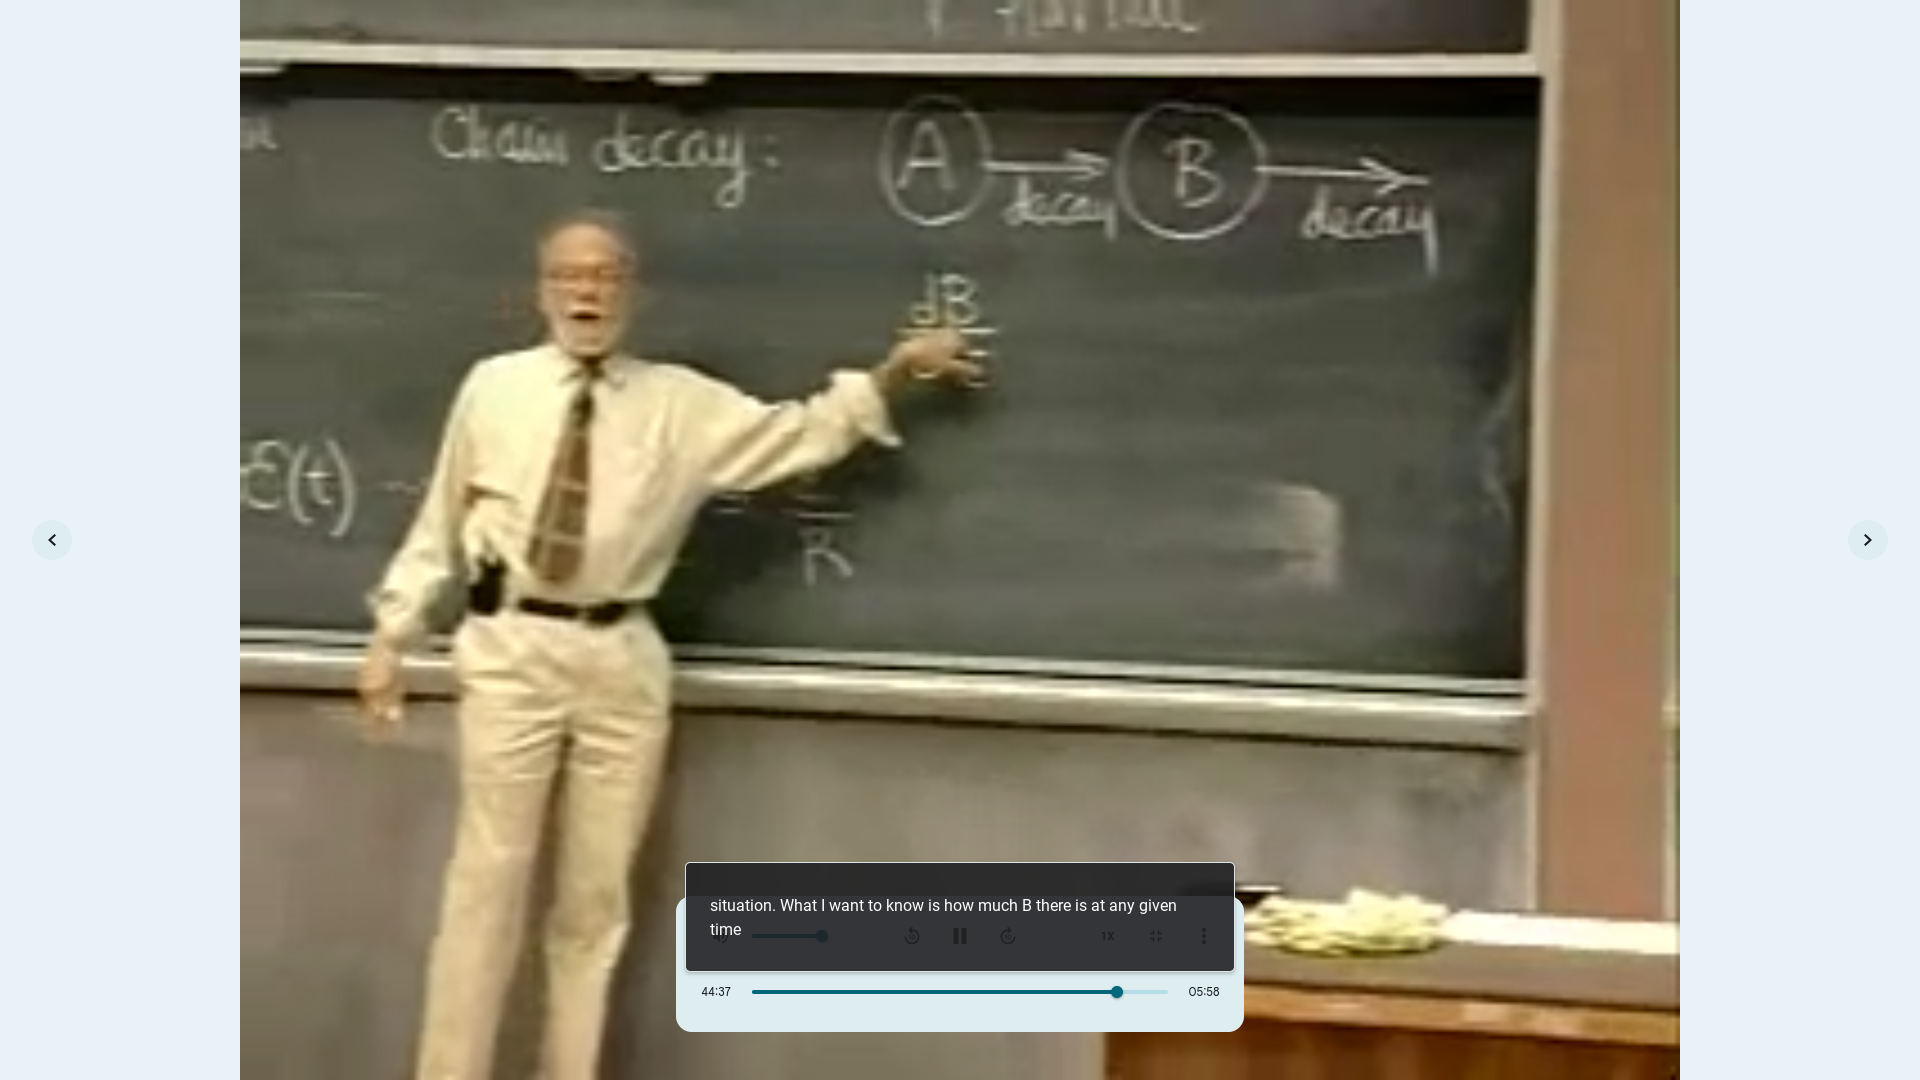 Chain decay: A decay B decay
dB
E(t)
R
situation. What I want to know is how much B there is at any given
time
1X
44:37
05:58